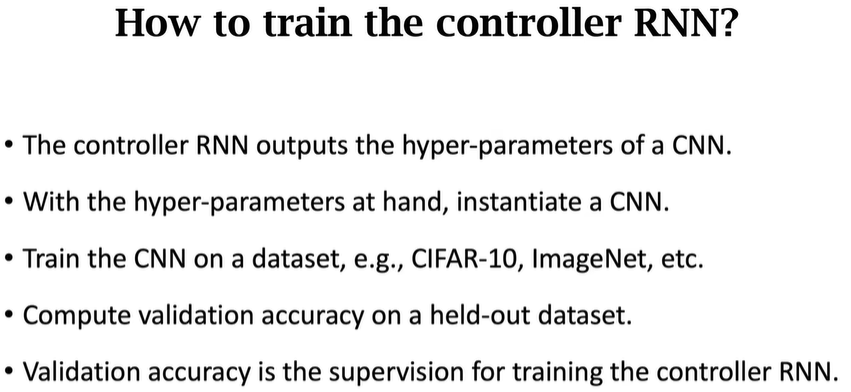 How to train the controller RNN?
• The controller RNN outputs the hyper-parameters of a CNN.
• With the hyper-parameters at hand, instantiate a CNN.
• Train the CNN on a dataset, e.g., CIFAR-10, ImageNet, etc.
• Compute validation accuracy on a held-out dataset.
• Validation accuracy is the supervision for training the controller RNN.